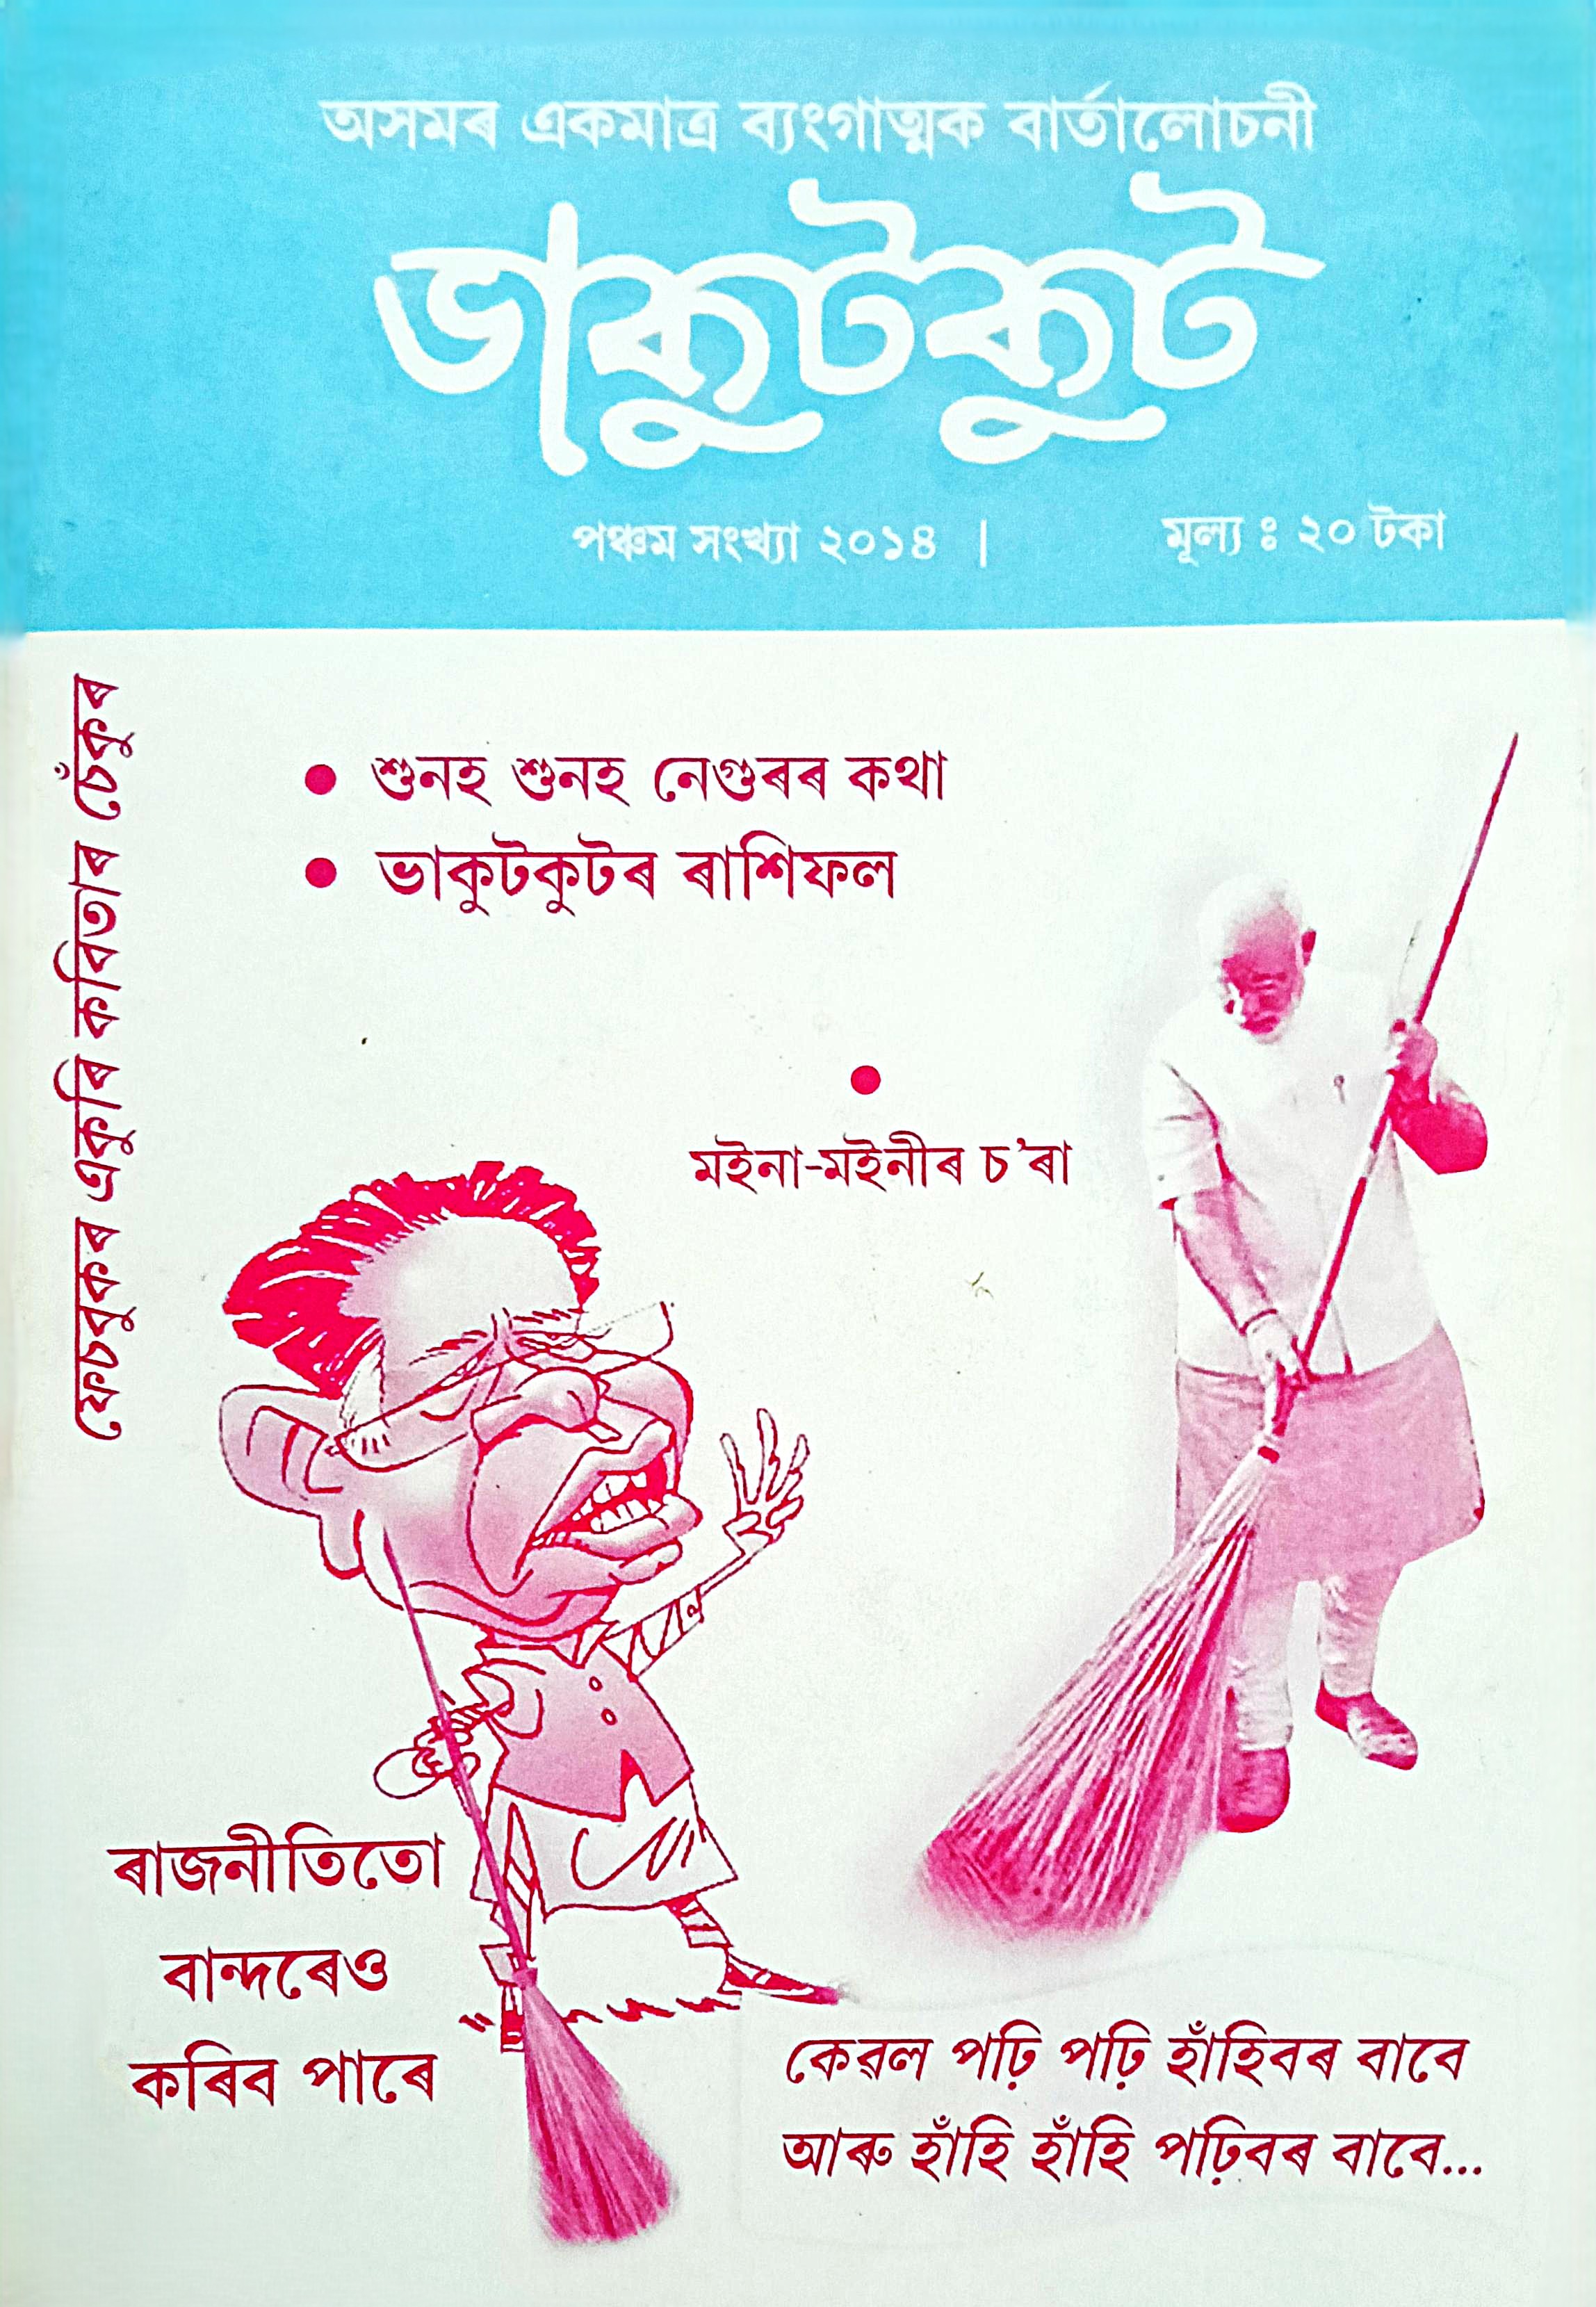 অসমৰ একমাত্ৰ ব্যংগাত্মক বাৰ্তালোচনী
ভাকুটকুট
পঞ্চম সংখ্যা ২০১৪ |
মূল্য ঃ ২০ টকা
ফেচবুকৰ একুৰি কবিতাৰ চেঁকুৰ
• শুনহ শুনহ নেগুৰৰ কথা
• ভাকুটকুটৰ ৰাশিফল
•
মইনা-মইনীৰ চ'ৰা
ৰাজনীতিতো
বান্দৰেও
কৰিব পাৰে
কেৱল পঢ়ি পঢ়ি হাঁহিবৰ বাবে
আৰু হাঁহি হাঁহি পঢ়িবৰ বাবে...